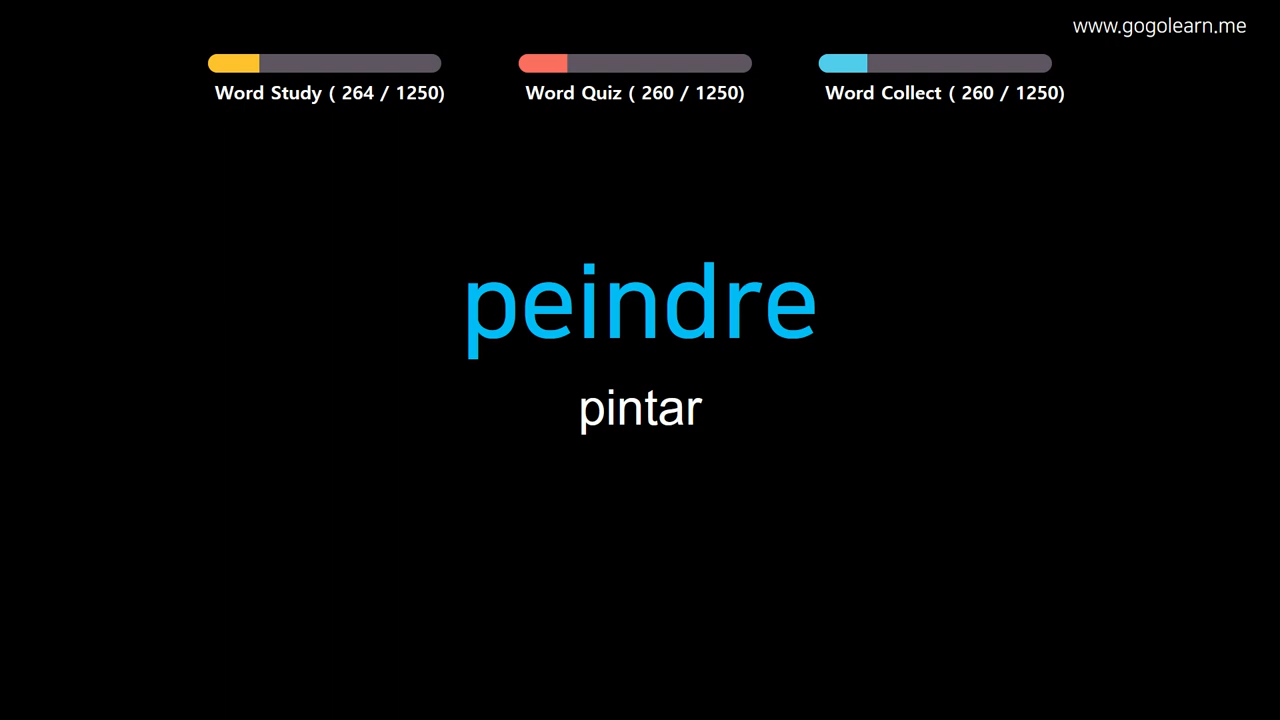 www.gogolearn.me
Word Study ( 264 / 1250)
Word Quiz ( 260 / 1250)
Word Collect ( 260 / 1250)
peindre
pintar